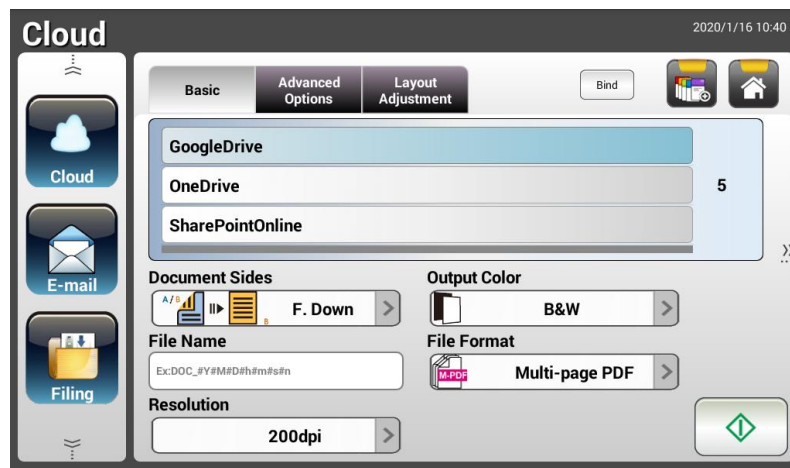 Cloud
2020/1/16 10:40
Basic
Advanced
Options
Layout
Adjustment
Bind
Cloud
E-mail
Filing
GoogleDrive
OneDrive
SharePointOnline
5
Document Sides
A/B
B
F. Down
Output Color
B&W
File Name
Ex:DOC_#Y#M#D#h#m#s#n
File Format
M-PDF
Multi-page PDF
Resolution
200dpi